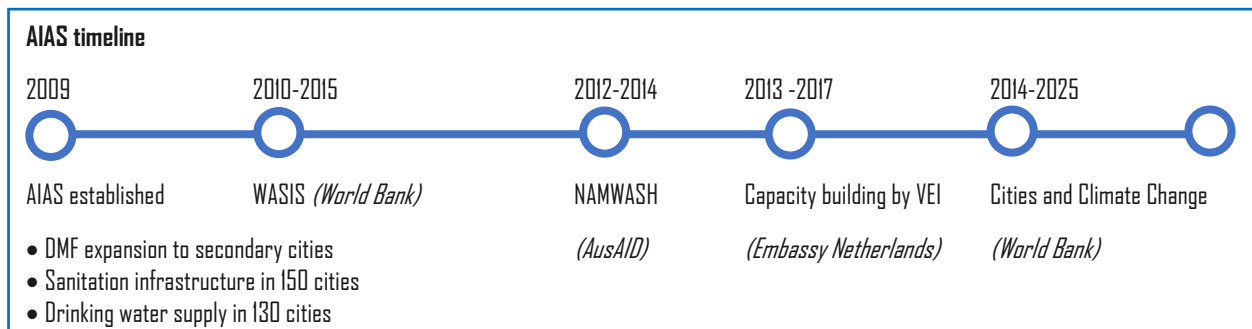 AIAS timeline
2009 2010-2015 2012-2014 2013 -2017 2014-2025
AIAS established WASIS (World Bank) NAMWASH Capacity building by VEI Cities and Climate Change
• DMF expansion to secondary cities (AusAID) (Embassy Netherlands) (World Bank)
• Sanitation infrastructure in 150 cities
• Drinking water supply in 130 cities